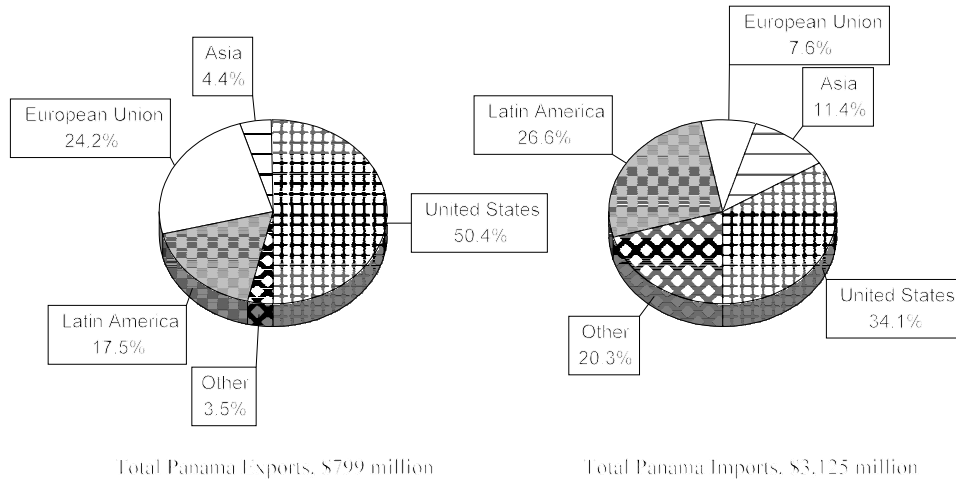 Asia
4.4%
European Union
24.2%
United States
50.4%
Latin America
17.5%
Other
3.5%
Total Panama Exports, $799 million
European Union
7.6%
Asia
11.4%
Latin America
26.6%
United States
34.1%
Other
20.3%
Total Panama Imports, $3,125 million